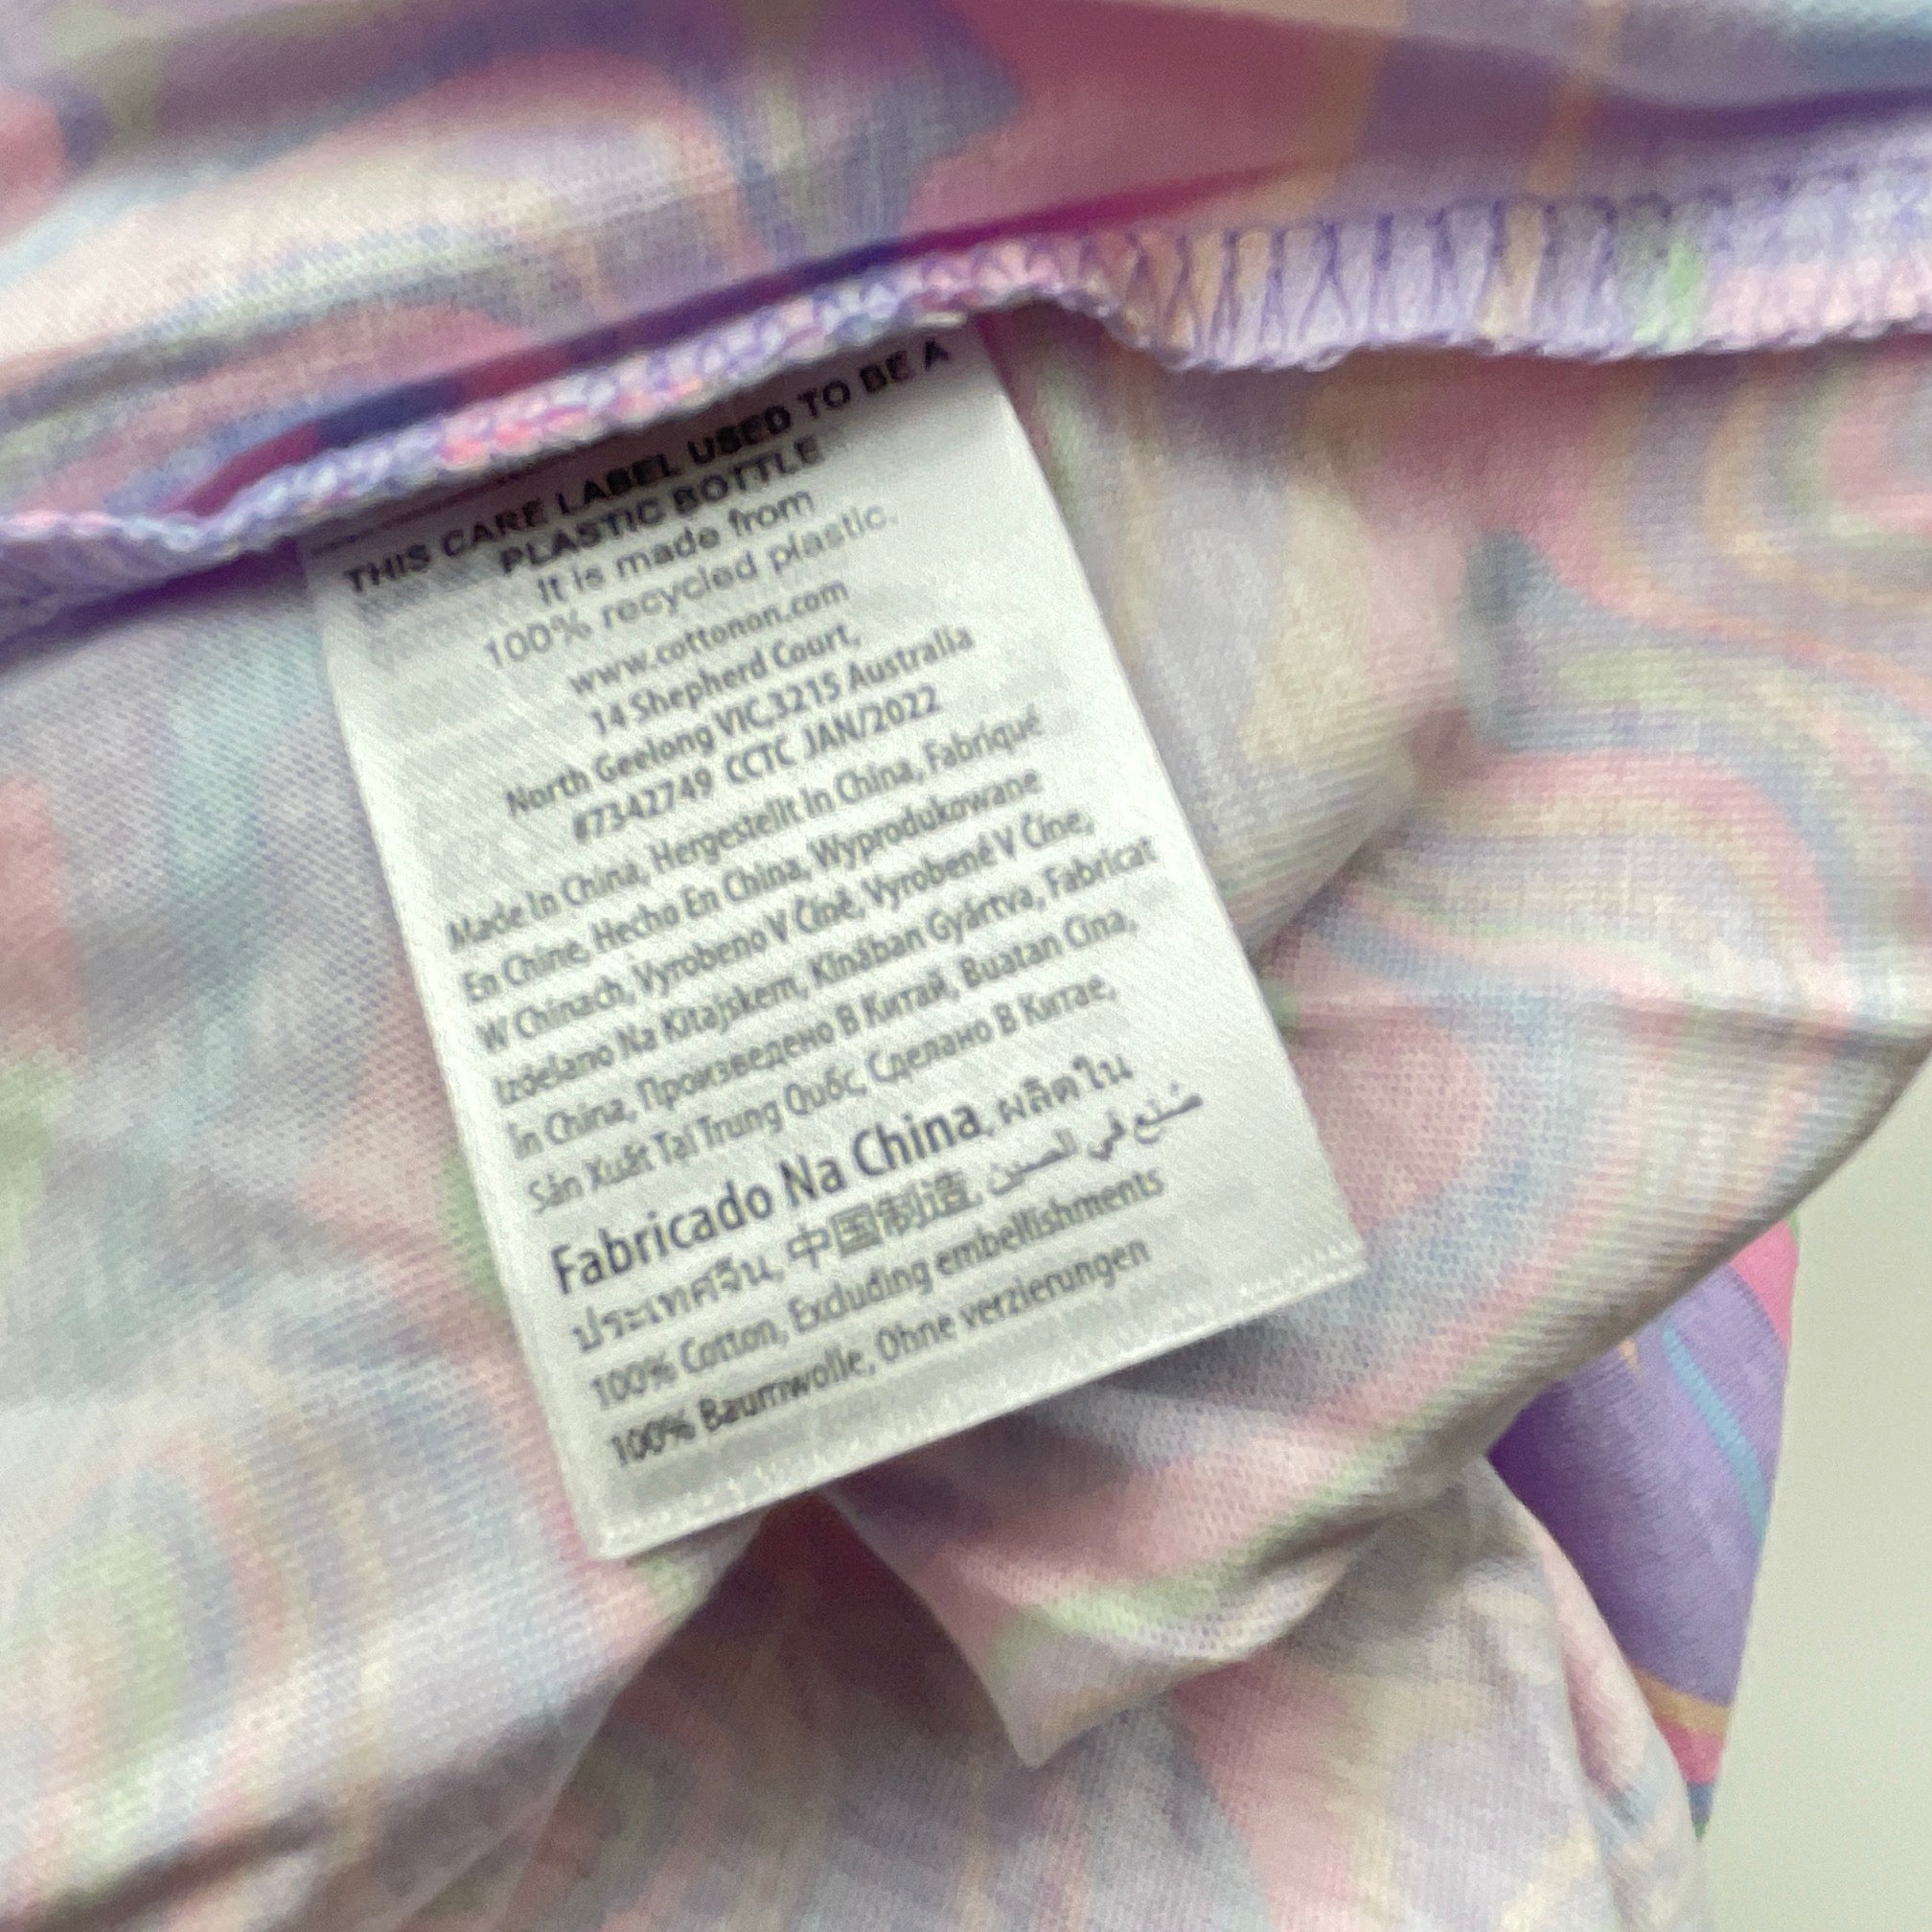 THIS CARE LABEL USED TO BE A
PLASTIC BOTTLE
It is made from
100% recycled plastic.
www.cottonon.com
14 Shepherd Court,
North Geelong VIC,3215 Australia
#7342749 CCTC JAN/2022
Made In China, Hergestellt In China, Fabriqué
En Chine, Hecho En China, Wyprodukowane
W Chinach, Vyrobeno V Číně, Vyrobené V Číne,
Izdelano Na Kitajskem, Kínában Gyártva, Fabricat
În China, Произведено В Китай, Buatan Cina,
Sản Xuất Tại Trung Quốc, Сделано В Китае,
Fabricado Na China, ผลิตใน
ประเทศจีน, 中国制造, صُنع في الصين
100% Cotton, Excluding embellishments
100% Baumwolle, Ohne verzierungen